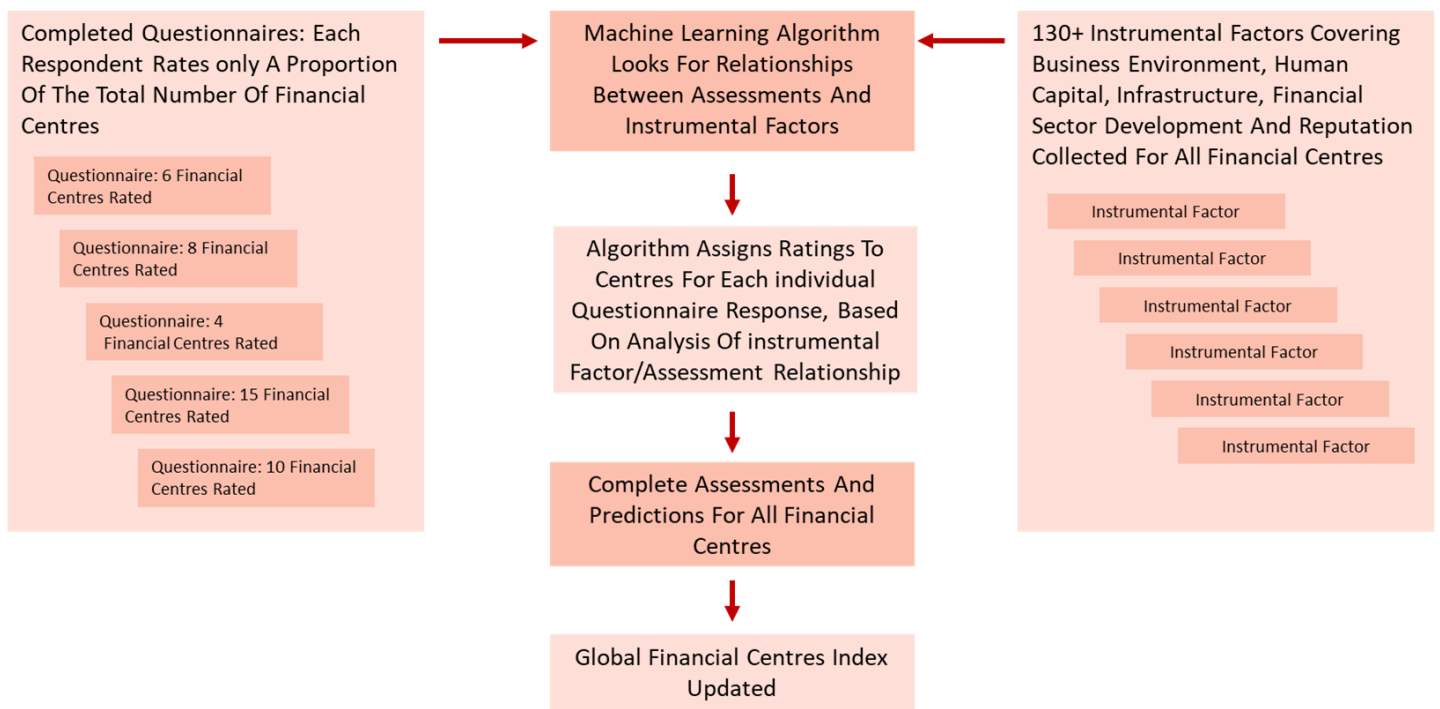 Completed Questionnaires: Each
Respondent Rates only A Proportion
Of The Total Number Of Financial
Centres
Questionnaire: 6 Financial
Centres Rated
Questionnaire: 8 Financial
Centres Rated
Questionnaire: 4
Financial Centres Rated
Questionnaire: 15 Financial
Centres Rated
Questionnaire: 10 Financial
Centres Rated
Machine Learning Algorithm
Looks For Relationships
Between Assessments And
Instrumental Factors
Algorithm Assigns Ratings To
Centres For Each individual
Questionnaire Response, Based
On Analysis Of instrumental
Factor/Assessment Relationship
Complete Assessments And
Predictions For All Financial
Centres
Global Financial Centres Index
Updated
130+ Instrumental Factors Covering
Business Environment, Human
Capital, Infrastructure, Financial
Sector Development And Reputation
Collected For All Financial Centres
Instrumental Factor
Instrumental Factor
Instrumental Factor
Instrumental Factor
Instrumental Factor
Instrumental Factor